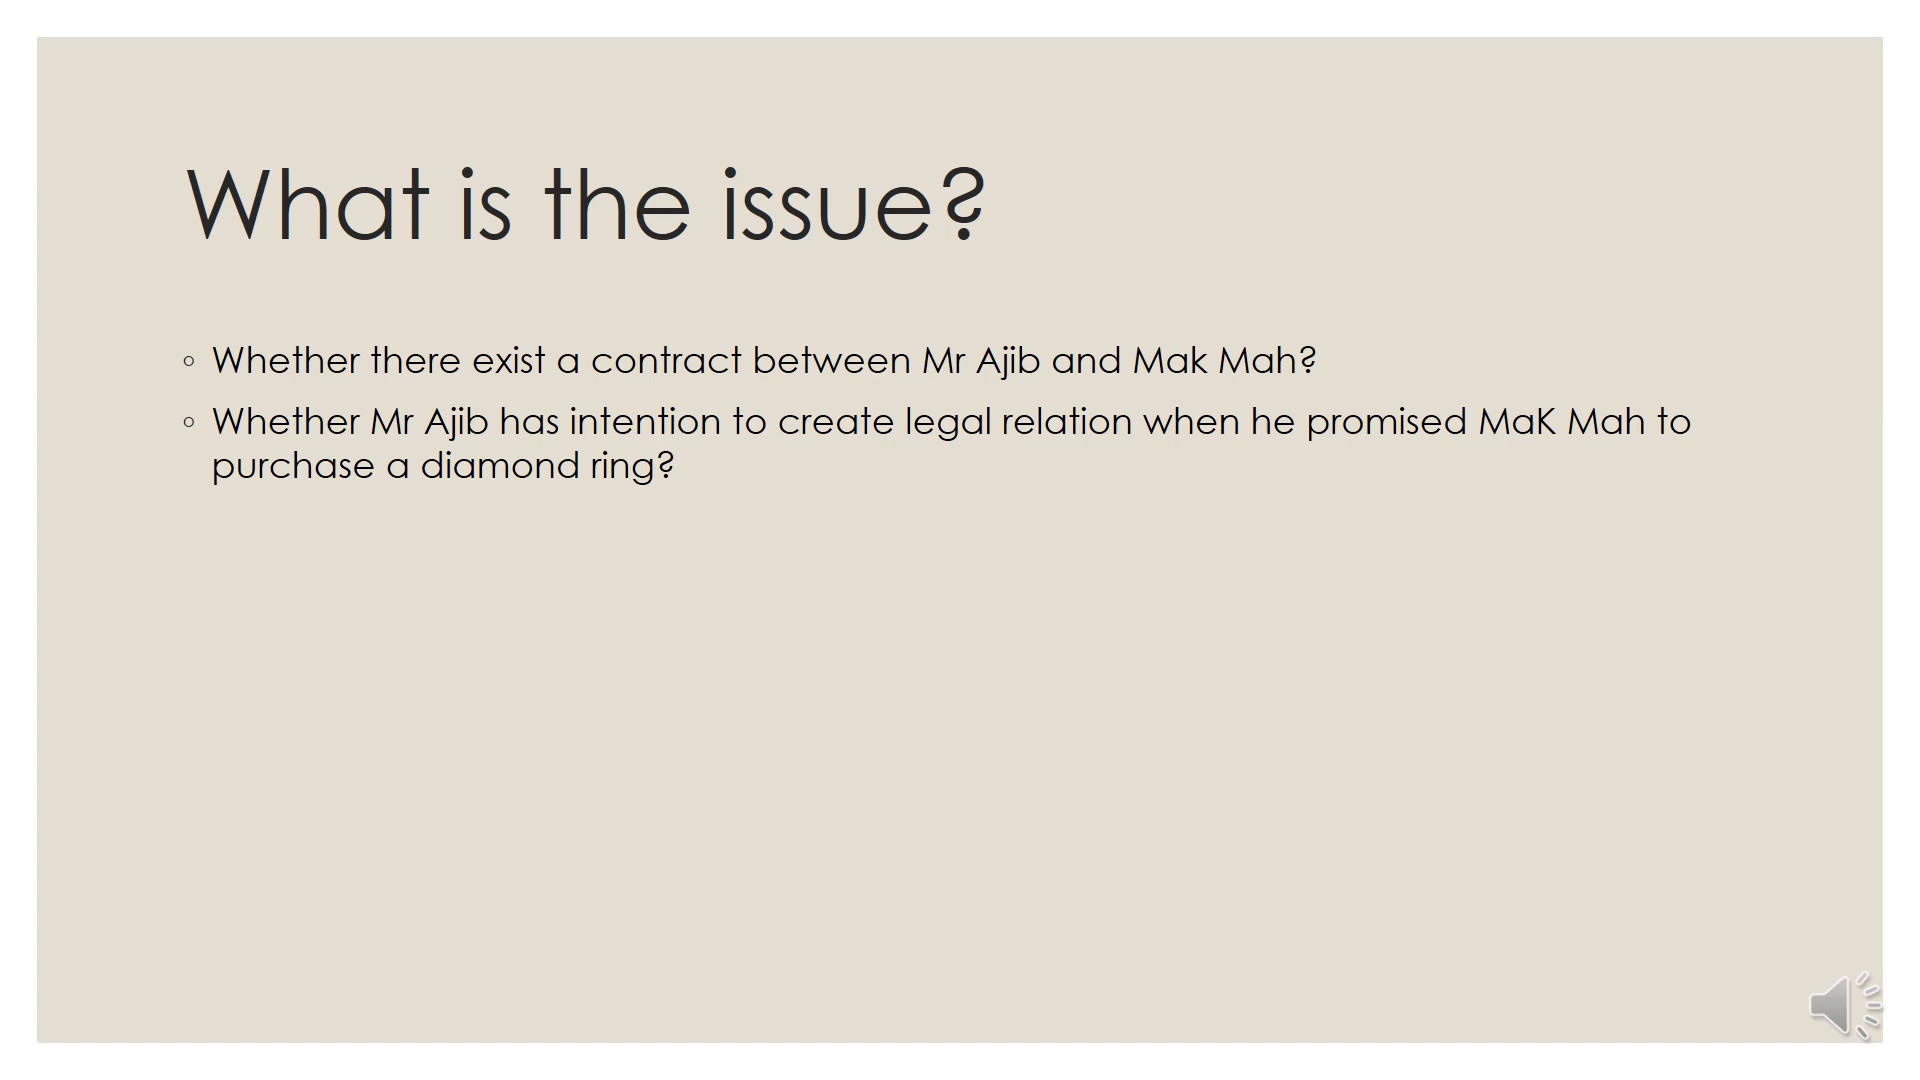 What is the issue?
◦ Whether there exist a contract between Mr Ajib and Mak Mah?
◦ Whether Mr Ajib has intention to create legal relation when he promised MaK Mah to
purchase a diamond ring?